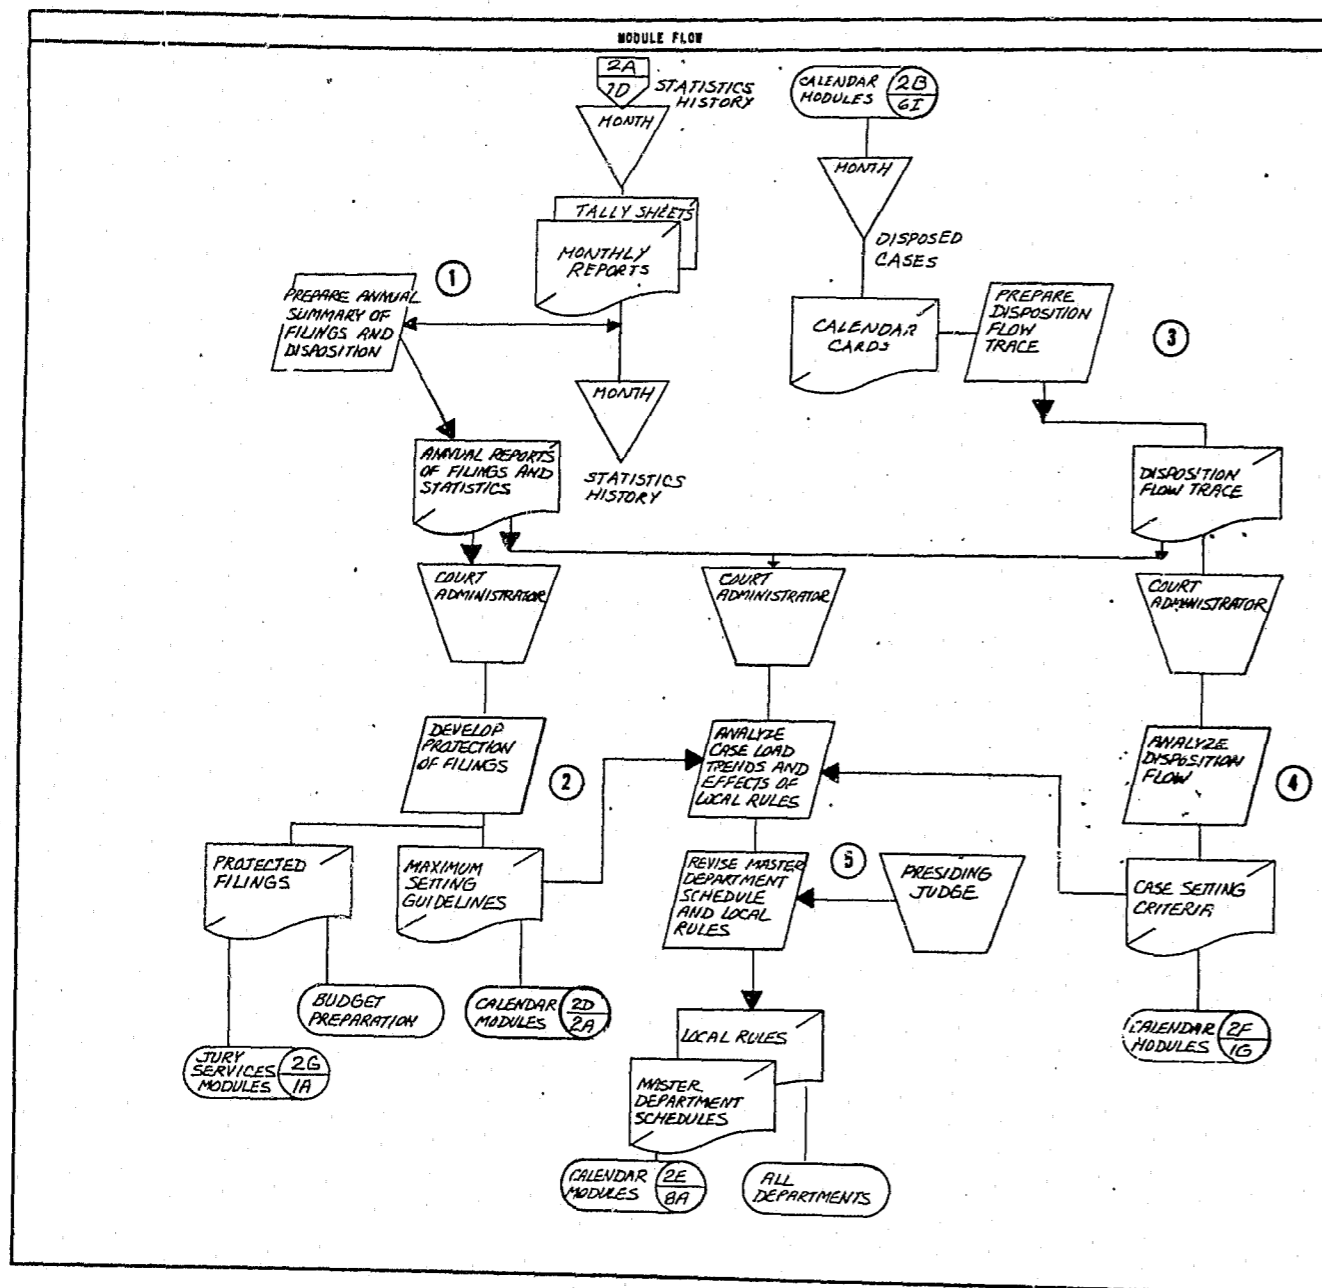 MODULE FLOW
2A
1D
STATISTICS
HISTORY
MONTH
CALENDAR
MODULES
2B
6I
MONTH
TALLY SHEETS
MONTHLY
REPORTS
DISPOSED
CASES
1
PREPARE ANNUAL
SUMMARY OF
FILINGS AND
DISPOSITION
CALENDAR
CARDS
PREPARE
DISPOSITION
FLOW
TRACE
3
MONTH
STATISTICS
HISTORY
ANNUAL REPORTS
OF FILINGS AND
STATISTICS
DISPOSITION
FLOW TRACE
COURT
ADMINISTRATOR
COURT
ADMINISTRATOR
COURT
ADMINISTRATOR
DEVELOP
PROJECTION
OF FILINGS
2
ANALYZE
CASE LOAD
TRENDS AND
EFFECTS OF
LOCAL RULES
ANALYZE
DISPOSITION
FLOW
4
PROJECTED
FILINGS
MAXIMUM
SETTING
GUIDELINES
REVISE MASTER
DEPARTMENT
SCHEDULE
AND LOCAL
RULES
5
PRESIDING
JUDGE
CASE SETTING
CRITERIA
BUDGET
PREPARATION
CALENDAR
MODULES
2D
2A
JURY
SERVICES
MODULES
2G
1A
LOCAL RULES
MASTER
DEPARTMENT
SCHEDULES
CALENDAR
MODULES
2F
1G
CALENDAR
MODULES
2E
8A
ALL
DEPARTMENTS